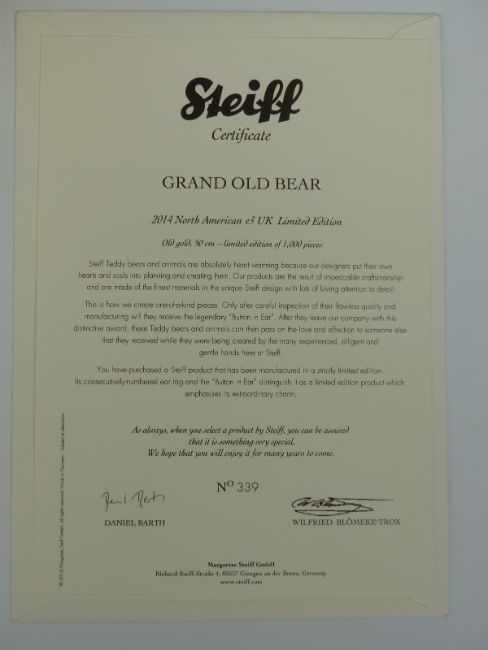 Steiff
Certificate
GRAND OLD BEAR
2014 North American & UK Limited Edition
Old gold, 50 cm – limited edition of 1,000 pieces
Steiff Teddy bears and animals are absolutely heart warming because our designers put their own
hearts and souls into planning and creating them. Our products are the result of impeccable craftsmanship
and are made of the finest materials in the unique Steiff design with lots of loving attention to detail.
This is how we create one-of-a-kind pieces. Only after careful inspection of their flawless quality and
manufacturing will they receive the legendary "Button in Ear". After they leave our company with this
distinctive award, these Teddy bears and animals can then pass on the love and affection to someone else
that they received while they were being created by the many experienced, diligent and
gentle hands here at Steiff.
You have purchased a Steiff product that has been manufactured in a strictly limited edition.
Its consecutively-numbered ear tag and the "Button in Ear" distinguish it as a limited edition product which
emphasises its extraordinary charm.
As always, when you select a product by Steiff, you can be assured
that it is something very special.
We hope that you will enjoy it for many years to come.
Nº 339
DANIEL BARTH
WILFRIED BLÖMEKE-TROX
Margarete Steiff GmbH
Richard-Steiff-Straße 4, 89537 Giengen an der Brenz, Germany
www.steiff.com
© 2014 Margarete Steiff GmbH. All rights reserved. Made in Germany.